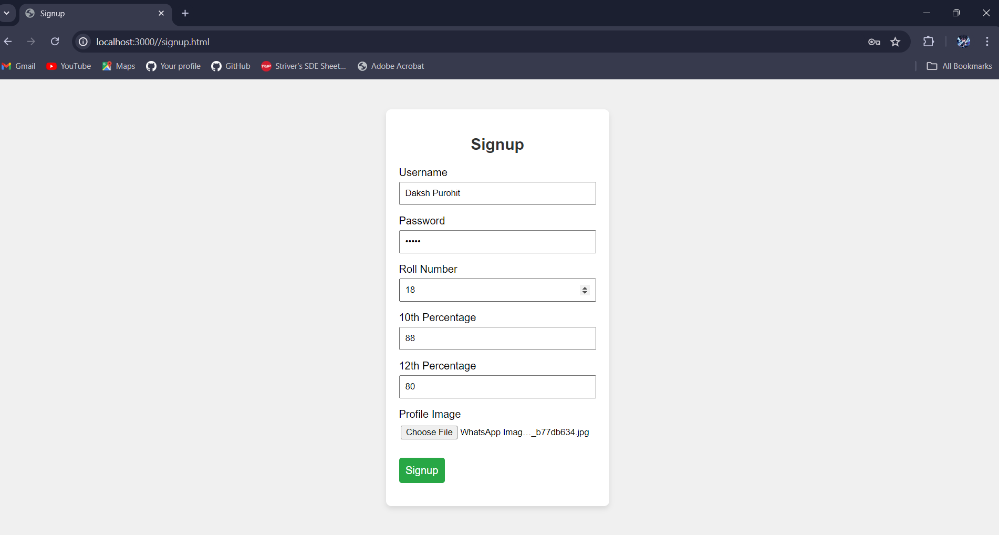 Signup
localhost:3000//signup.html
Gmail YouTube Maps Your profile GitHub TUF Striver's SDE Sheet... Adobe Acrobat All Bookmarks
Signup
Username
Daksh Purohit
Password
•••••
Roll Number
18
10th Percentage
88
12th Percentage
80
Profile Image
Choose File WhatsApp Imag..._b77db634.jpg
Signup